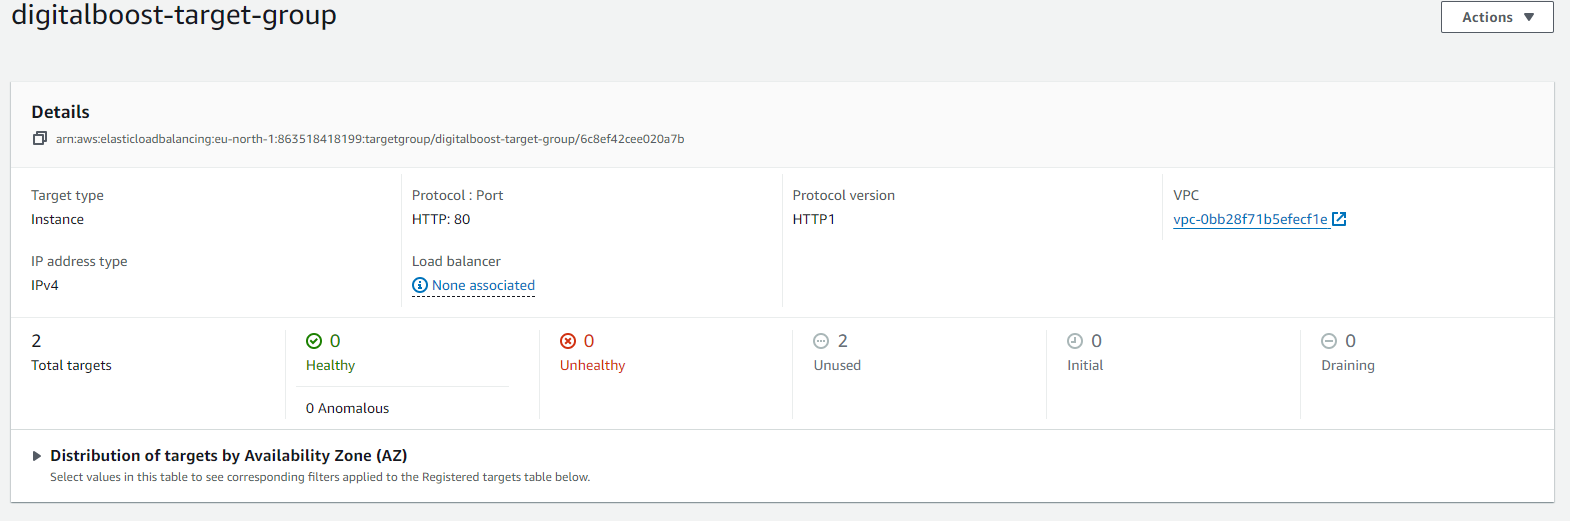 digitalboost-target-group
Actions
Details
arn:aws:elasticloadbalancing:eu-north-1:863518418199:targetgroup/digitalboost-target-group/6c8ef42cee020a7b
Target type
Instance
Protocol : Port
HTTP: 80
Protocol version
HTTP1
VPC
vpc-0bb28f71b5efecf1e
IP address type
IPv4
Load balancer
None associated
2
Total targets
0
Healthy
0 Anomalous
0
Unhealthy
2
Unused
0
Initial
0
Draining
Distribution of targets by Availability Zone (AZ)
Select values in this table to see corresponding filters applied to the Registered targets table below.